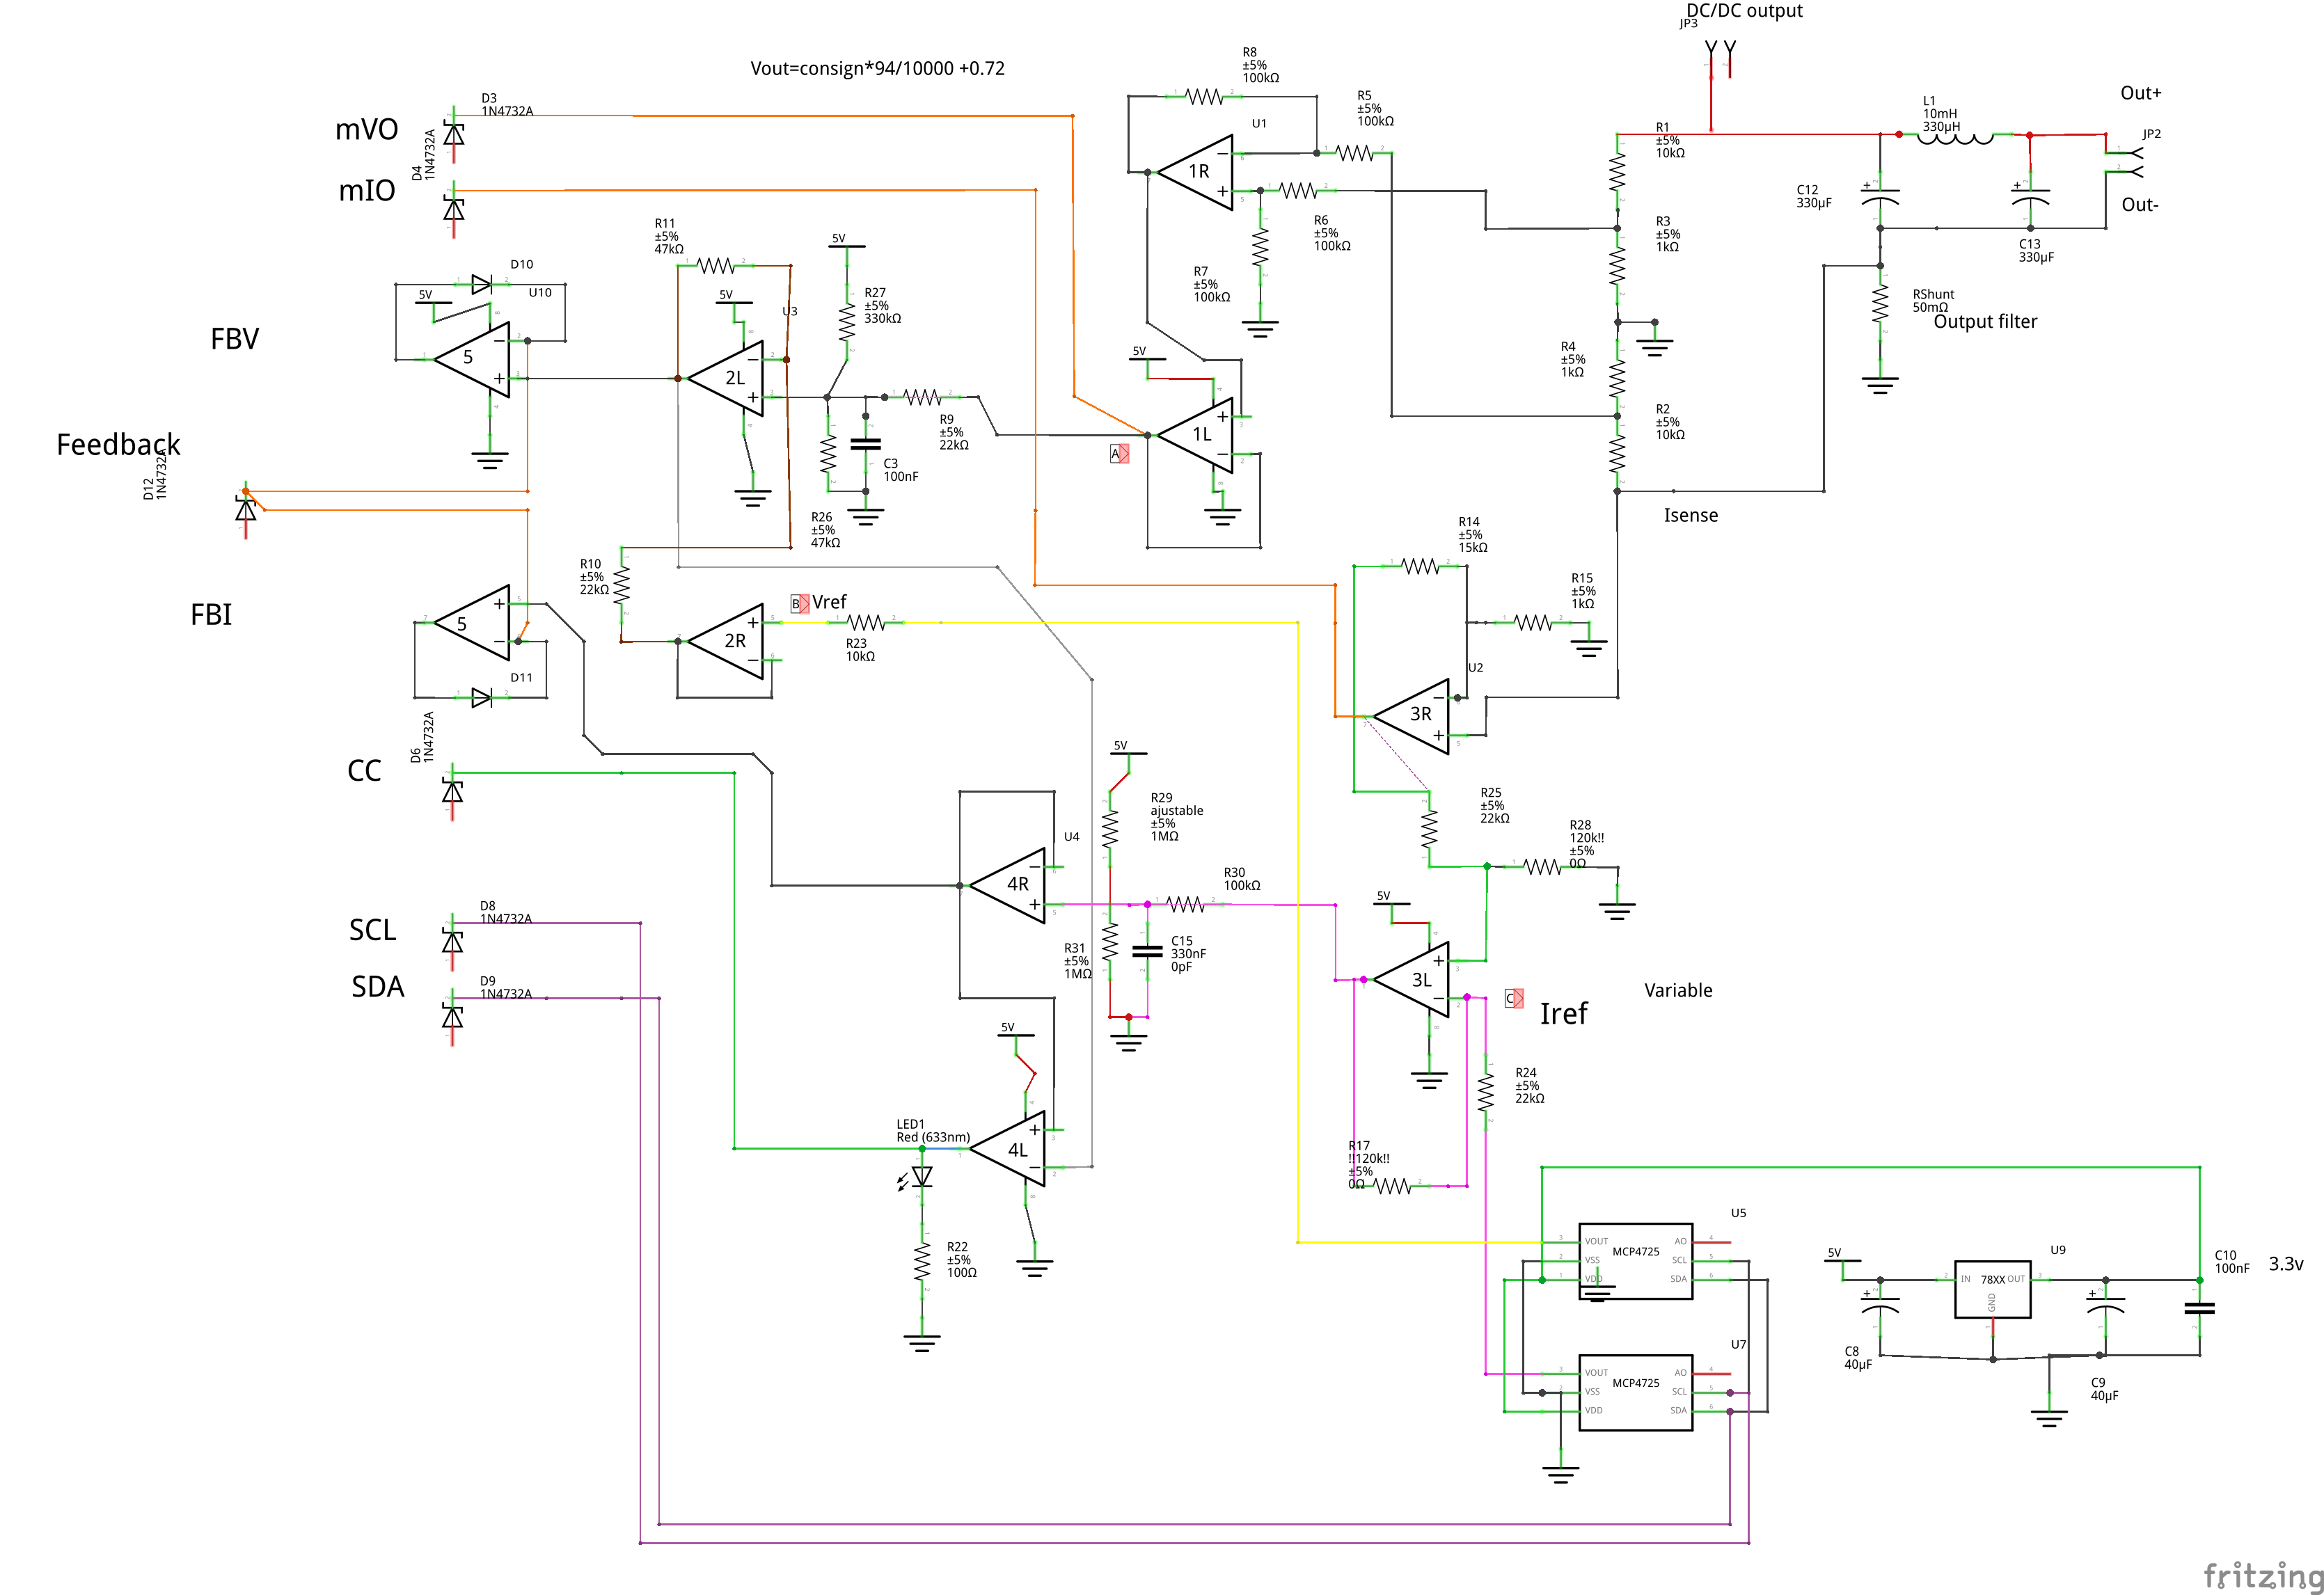 DC/DC output
JP3
Vout=consign*94/10000 +0.72
R8
±5%
100kΩ
Out+
D3
1N4732A
mVO
D4
1N4732A
mIO
R5
±5%
100kΩ
U1
1R
R1
±5%
10kΩ
L1
10mH
330µH
JP2
C12
330µF
Out-
R6
±5%
100kΩ
R3
±5%
1kΩ
C13
330µF
R11
±5%
47kΩ
5V
R7
±5%
100kΩ
D10
U10
5V
5V
U3
R27
±5%
330kΩ
RShunt
50mΩ
Output filter
FBV
5
2L
5V
R4
±5%
1kΩ
R9
±5%
22kΩ
R2
±5%
10kΩ
1L
A
Feedback
D12
1N4732A
C3
100nF
R26
±5%
47kΩ
Isense
R14
±5%
15kΩ
R10
±5%
22kΩ
R15
±5%
1kΩ
FBI
5
B
Vref
2R
R23
10kΩ
U2
3R
D11
D6
1N4732A
CC
5V
R29
ajustable
±5%
1MΩ
R25
±5%
22kΩ
R28
120k!!
±5%
0Ω
U4
4R
R30
100kΩ
5V
SCL
D8
1N4732A
R31
±5%
1MΩ
C15
330nF
0pF
3L
SDA
D9
1N4732A
C
Iref
Variable
5V
R24
±5%
22kΩ
LED1
Red (633nm)
4L
R17
!!120k!!
±5%
0Ω
U5
MCP4725
VOUT
VSS
VDD
AO
SCL
SDA
R22
±5%
100Ω
5V
U9
IN
78XX
OUT
GND
C10
100nF
3.3v
C8
40µF
C9
40µF
U7
MCP4725
VOUT
VSS
VDD
AO
SCL
SDA
fritzing